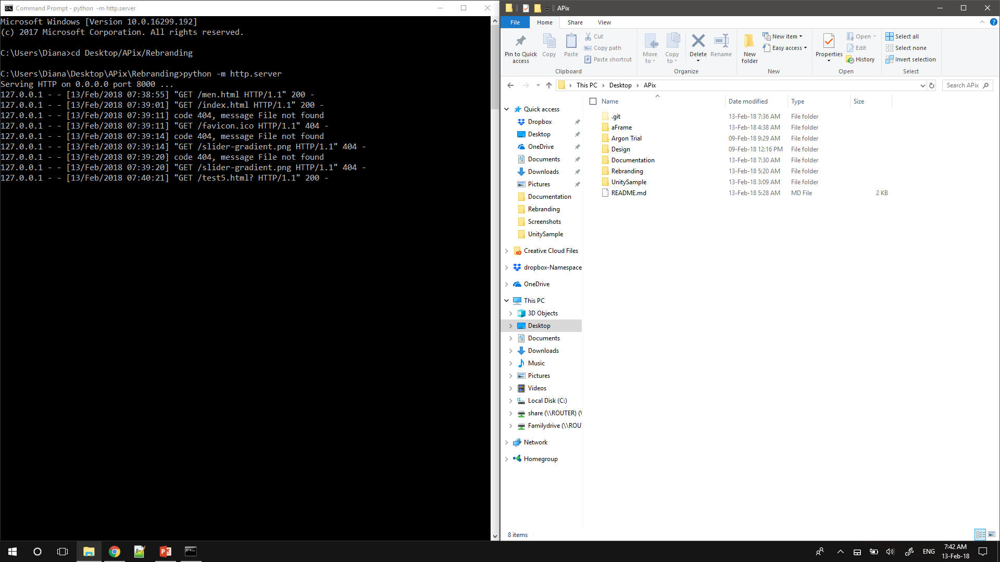 Command Prompt - python  -m http.server
Microsoft Windows [Version 10.0.16299.192]
(c) 2017 Microsoft Corporation. All rights reserved.
C:\Users\Diana>cd Desktop/APix/Rebranding
C:\Users\Diana\Desktop\APix\Rebranding>python -m http.server
Serving HTTP on 0.0.0.0 port 8000 ...
127.0.0.1 - - [13/Feb/2018 07:38:55] "GET /men.html HTTP/1.1" 200 -
127.0.0.1 - - [13/Feb/2018 07:39:01] "GET /index.html HTTP/1.1" 200 -
127.0.0.1 - - [13/Feb/2018 07:39:11] code 404, message File not found
127.0.0.1 - - [13/Feb/2018 07:39:11] "GET /favicon.ico HTTP/1.1" 404 -
127.0.0.1 - - [13/Feb/2018 07:39:14] code 404, message File not found
127.0.0.1 - - [13/Feb/2018 07:39:14] "GET /slider-gradient.png HTTP/1.1" 404 -
127.0.0.1 - - [13/Feb/2018 07:39:20] code 404, message File not found
127.0.0.1 - - [13/Feb/2018 07:39:20] "GET /slider-gradient.png HTTP/1.1" 404 -
127.0.0.1 - - [13/Feb/2018 07:40:21] "GET /test5.html? HTTP/1.1" 200 -
APix
File Home Share View
Pin to Quick access
Copy
Paste
Cut
Copy path
Paste shortcut
Clipboard
Move to
Copy to
Delete
Rename
Organize
New folder
New item
Easy access
New
Properties
Open
Edit
History
Open
Select all
Select none
Invert selection
Select
This PC > Desktop > APix
Search APix
Quick access
Dropbox
Desktop
OneDrive
Documents
Downloads
Pictures
Documentation
Rebranding
Screenshots
UnitySample
Creative Cloud Files
dropbox-Namespace
OneDrive
This PC
3D Objects
Desktop
Documents
Downloads
Music
Pictures
Videos
Local Disk (C:)
share (\\ROUTER) (\
Familydrive (\\ROU
Network
Homegroup
Name Date modified Type Size
.git 13-Feb-18 7:36 AM File folder
aFrame 13-Feb-18 4:38 AM File folder
Argon Trial 09-Feb-18 9:29 AM File folder
Design 09-Feb-18 12:16 PM File folder
Documentation 13-Feb-18 7:30 AM File folder
Rebranding 13-Feb-18 5:20 AM File folder
UnitySample 13-Feb-18 3:09 AM File folder
README.md 13-Feb-18 5:28 AM MD File 2 KB
8 items
ENG
7:42 AM
13-Feb-18